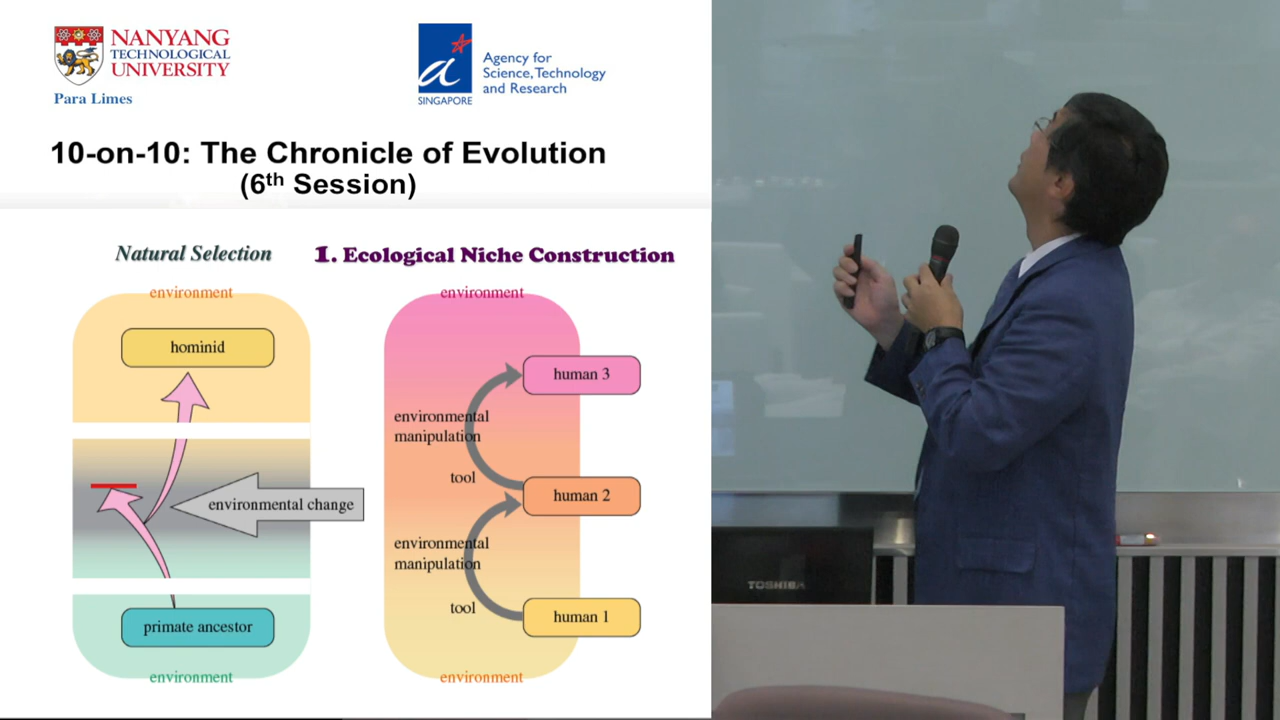 NANYANG
TECHNOLOGICAL
UNIVERSITY
Para Limes
a
SINGAPORE
Agency for
Science, Technology
and Research
10-on-10: The Chronicle of Evolution
(6th Session)
Natural Selection
environment
hominid
environmental change
primate ancestor
environment
1. Ecological Niche Construction
environment
human 3
environmental
manipulation
tool
human 2
environmental
manipulation
tool
human 1
environment
TOSHIBA